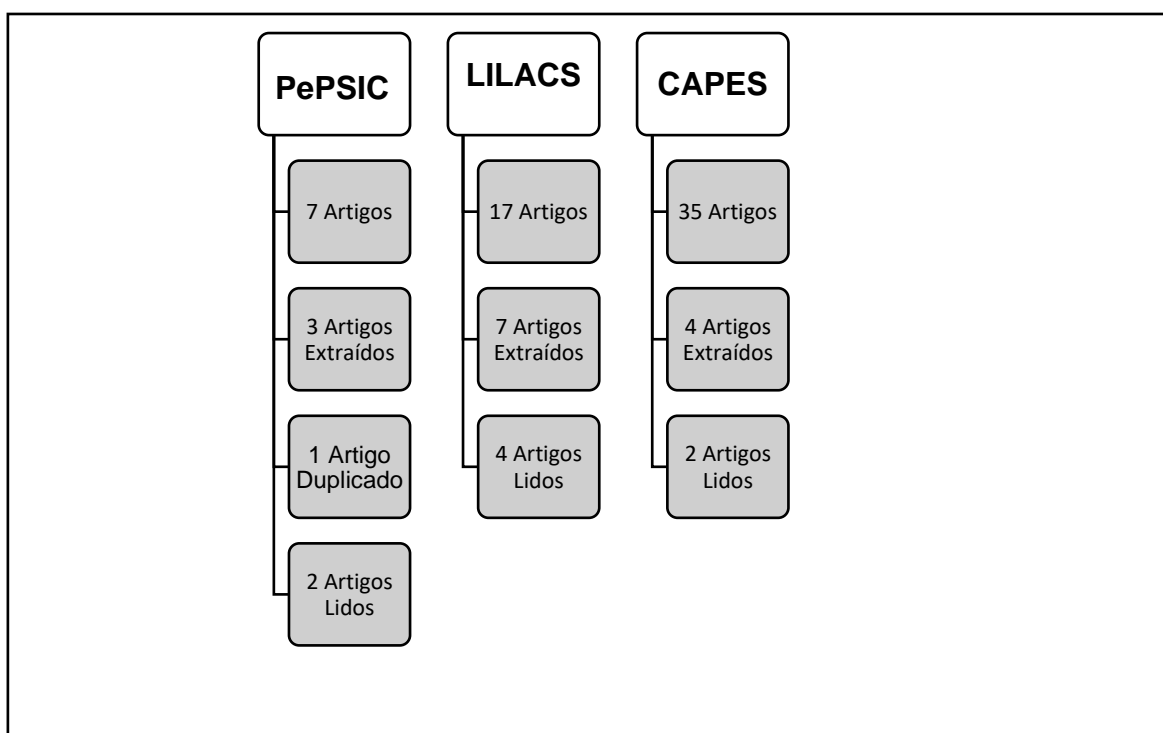 PePSIC
7 Artigos
3 Artigos
Extraídos
1 Artigo
Duplicado
2 Artigos
Lidos
LILACS
17 Artigos
7 Artigos
Extraídos
4 Artigos
Lidos
CAPES
35 Artigos
4 Artigos
Extraídos
2 Artigos
Lidos